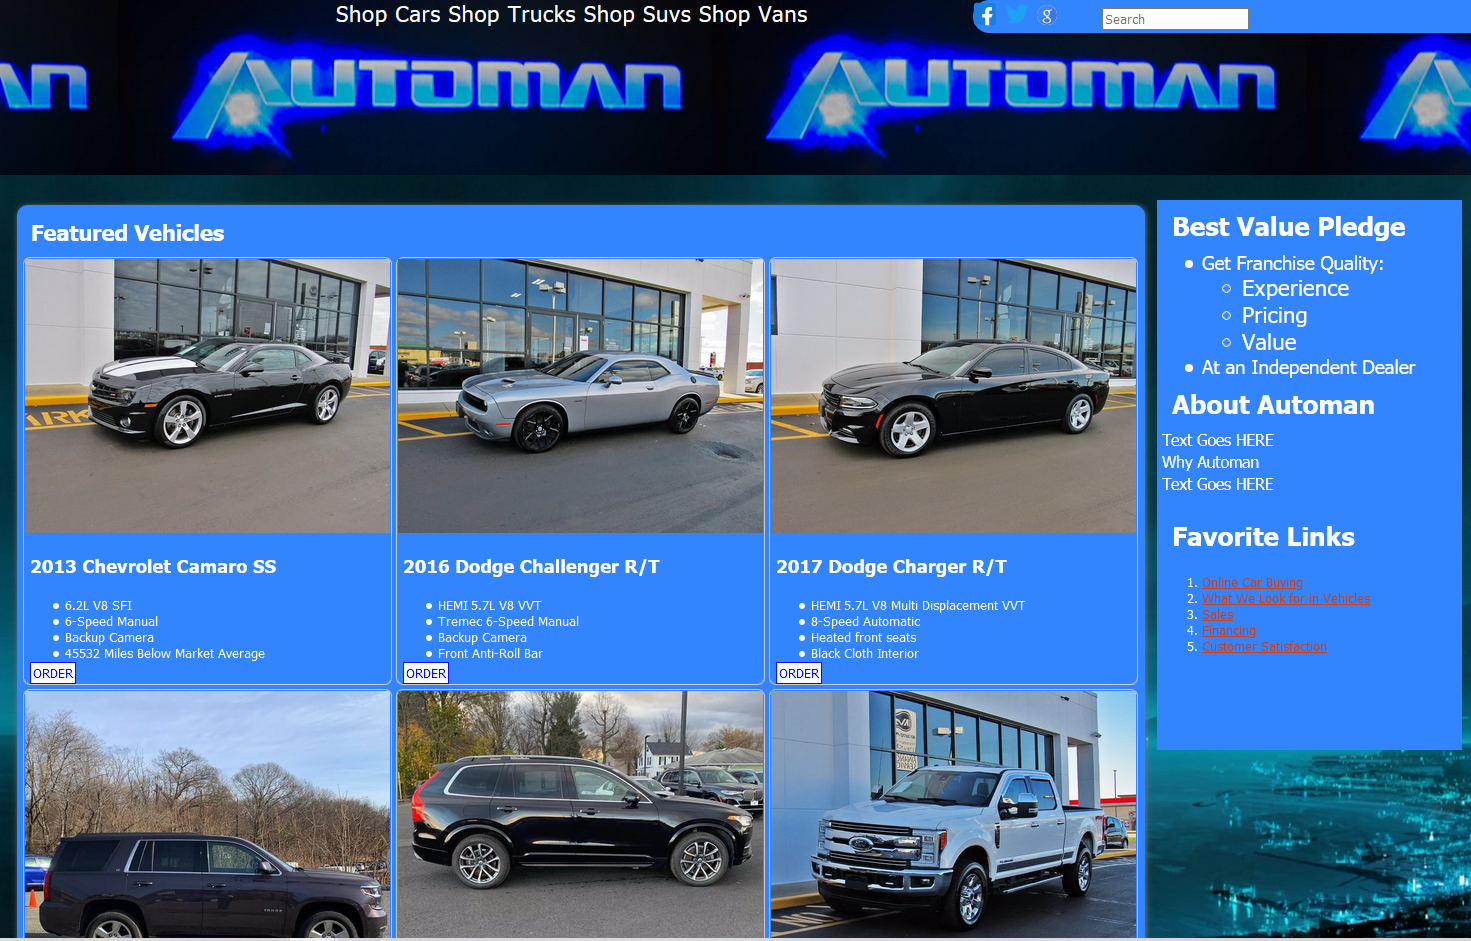 Shop Cars Shop Trucks Shop Suvs Shop Vans
f
g
Search
AUTOMAN
AUTOMAN
Featured Vehicles
PARK
2013 Chevrolet Camaro SS
6.2L V8 SFI
6-Speed Manual
Backup Camera
45532 Miles Below Market Average
ORDER
2016 Dodge Challenger R/T
HEMI 5.7L V8 VVT
Tremec 6-Speed Manual
Backup Camera
Front Anti-Roll Bar
ORDER
2017 Dodge Charger R/T
HEMI 5.7L V8 Multi Displacement VVT
8-Speed Automatic
Heated front seats
Black Cloth Interior
ORDER
Best Value Pledge
Get Franchise Quality:
Experience
Pricing
Value
At an Independent Dealer
About Automan
Text Goes HERE
Why Automan
Text Goes HERE
Favorite Links
1. Online Car Buying
2. What We Look for in Vehicles
3. Sales
4. Financing
5. Customer Satisfaction